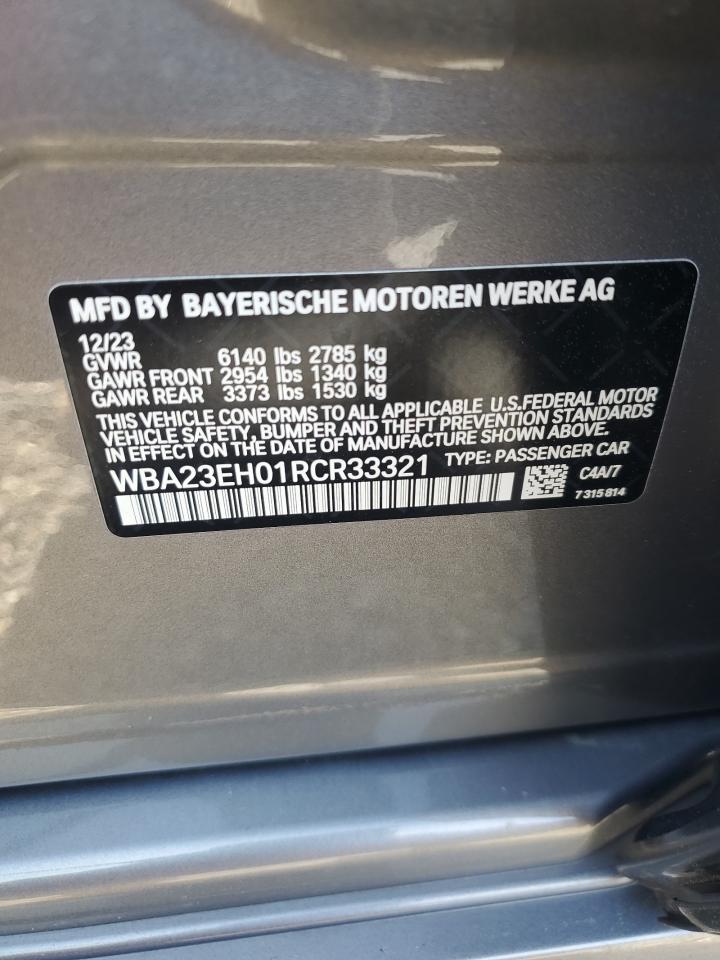 MFD BY BAYERISCHE MOTOREN WERKE AG
12/23
GVWR 6140 lbs 2785 kg
GAWR FRONT 2954 lbs 1340 kg
GAWR REAR 3373 lbs 1530 kg
THIS VEHICLE CONFORMS TO ALL APPLICABLE U.S.FEDERAL MOTOR
VEHICLE SAFETY, BUMPER AND THEFT PREVENTION STANDARDS
IN EFFECT ON THE DATE OF MANUFACTURE SHOWN ABOVE.
WBA23EH01RCR33321 TYPE: PASSENGER CAR
C4A/7
7 315 814